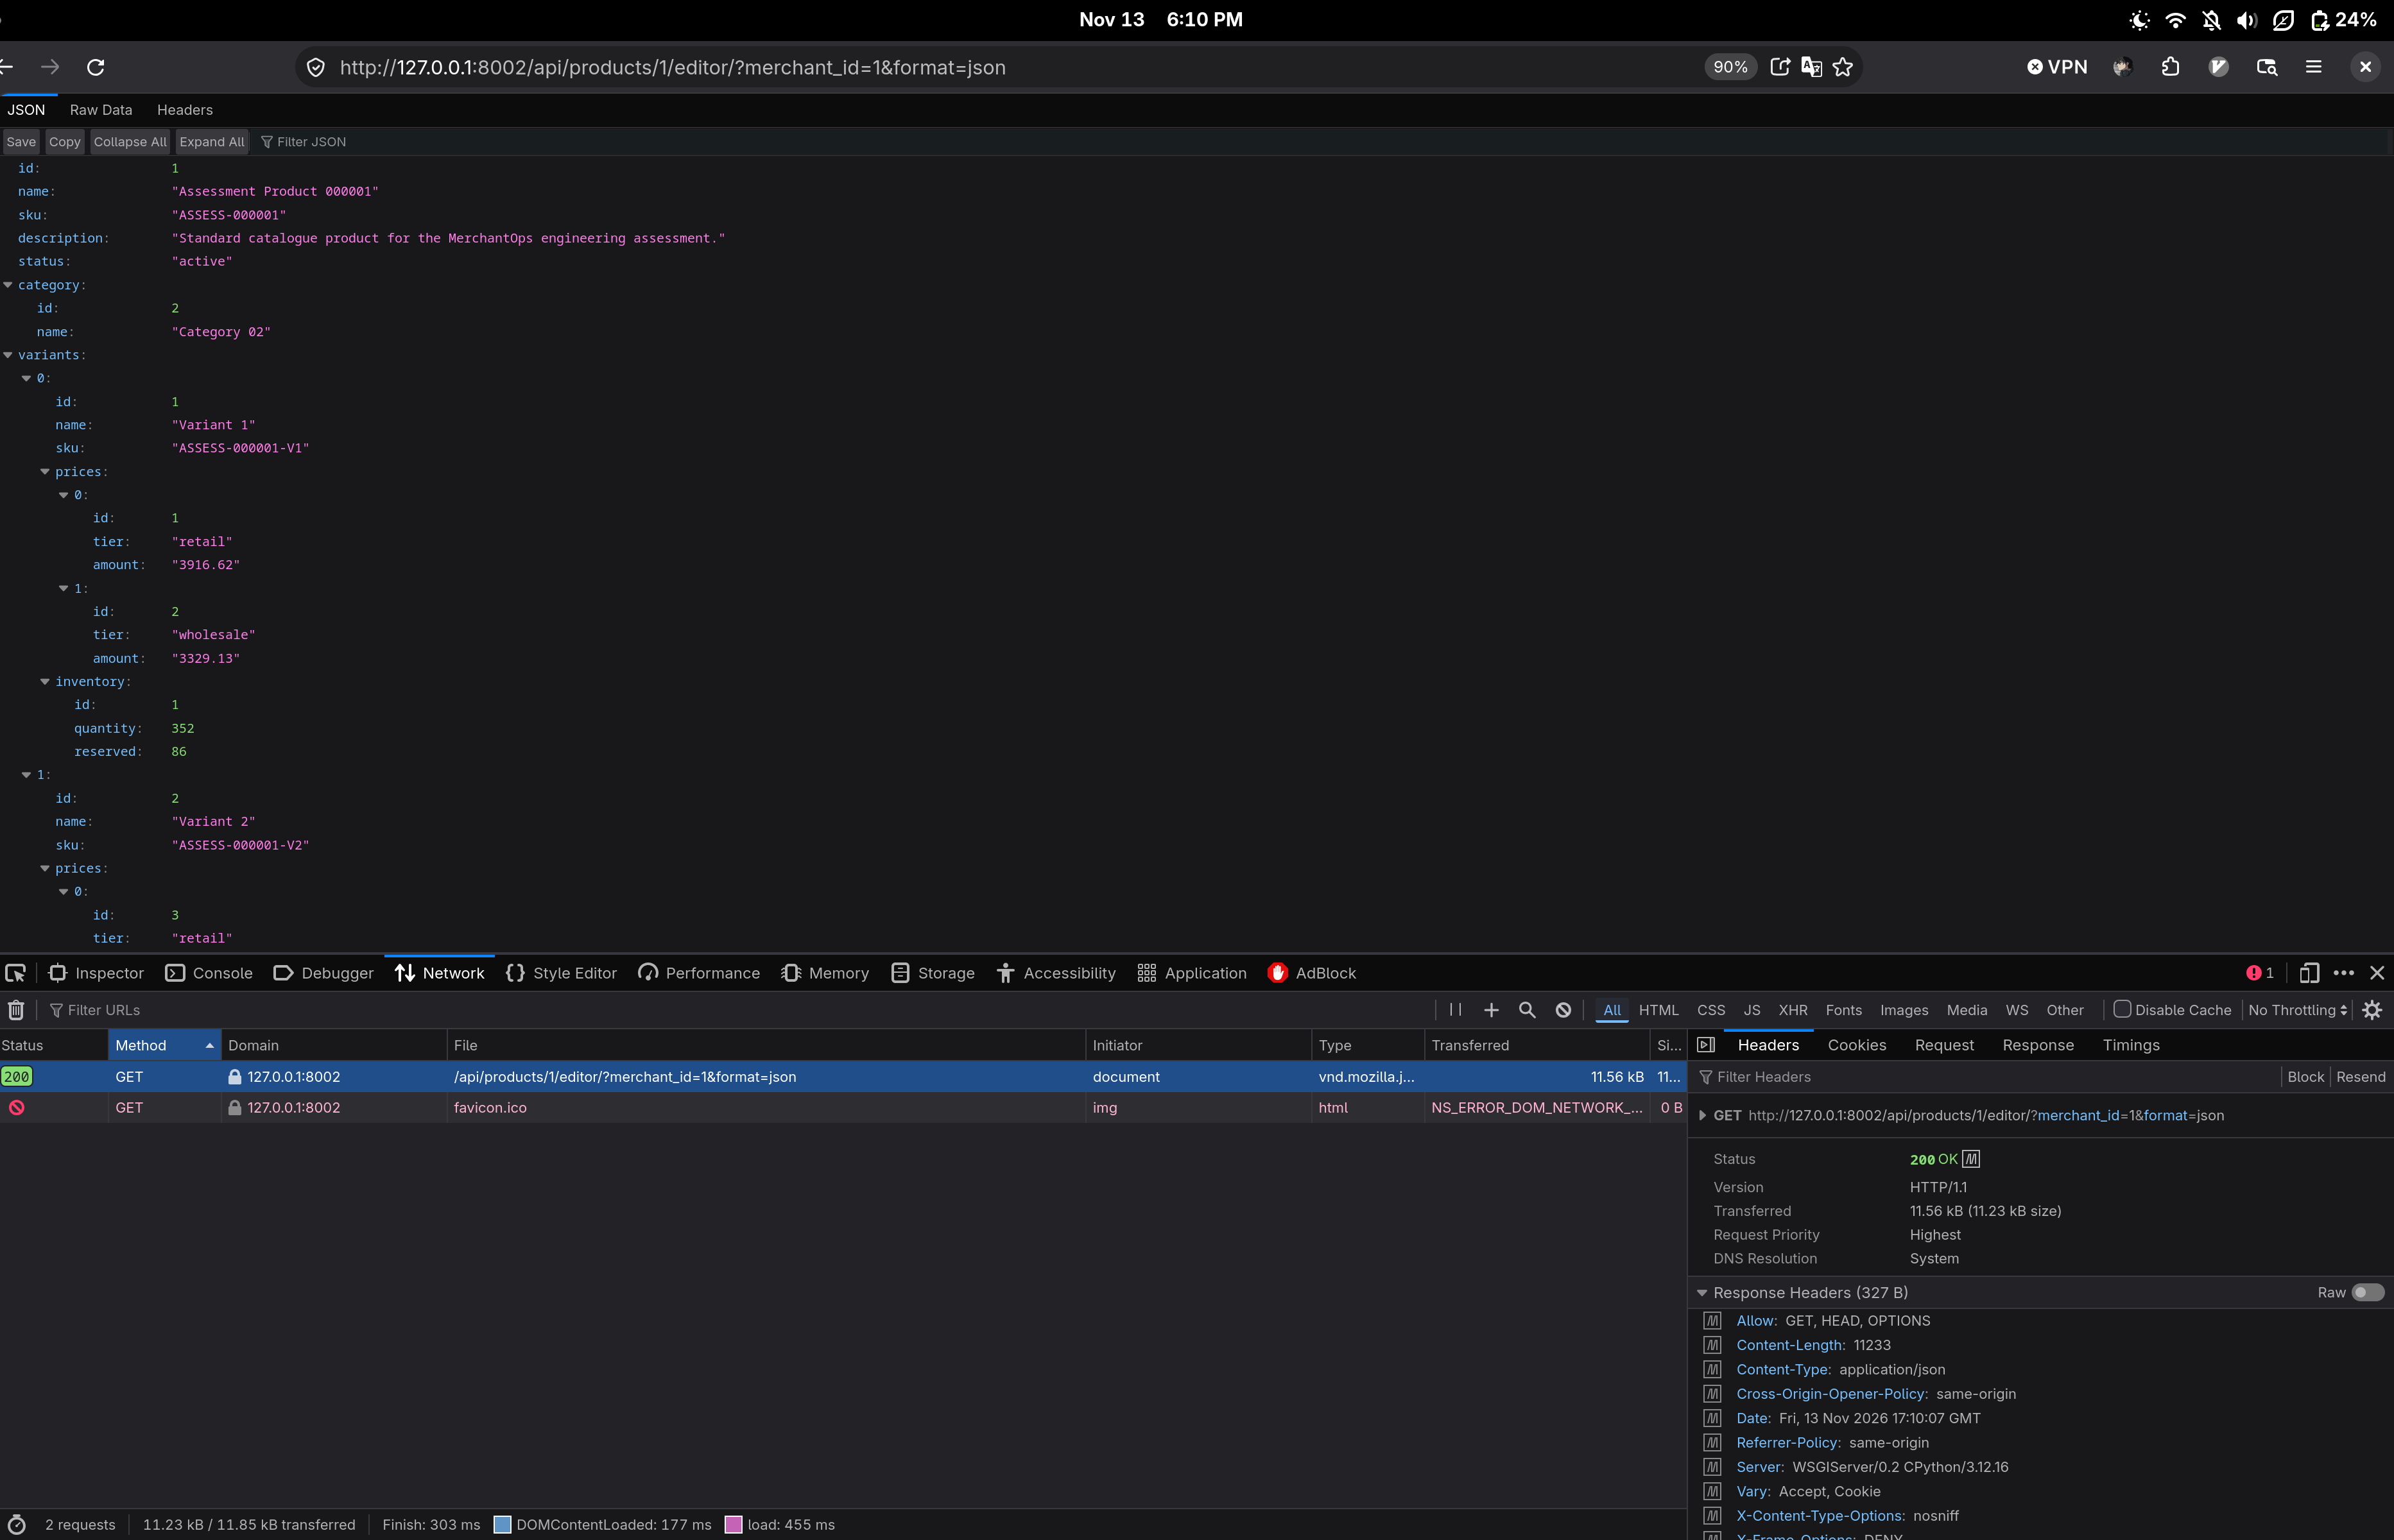 Nov 13 6:10 PM
24%
http://127.0.0.1:8002/api/products/1/editor/?merchant_id=1&format=json
90%
VPN
JSON Raw Data Headers
Save Copy Collapse All Expand All Filter JSON
id: 1
name: "Assessment Product 000001"
sku: "ASSESS-000001"
description: "Standard catalogue product for the MerchantOps engineering assessment."
status: "active"
category:
id: 2
name: "Category 02"
variants:
0:
id: 1
name: "Variant 1"
sku: "ASSESS-000001-V1"
prices:
0:
id: 1
tier: "retail"
amount: "3916.62"
1:
id: 2
tier: "wholesale"
amount: "3329.13"
inventory:
id: 1
quantity: 352
reserved: 86
1:
id: 2
name: "Variant 2"
sku: "ASSESS-000001-V2"
prices:
0:
id: 3
tier: "retail"
Inspector Console Debugger Network Style Editor Performance Memory Storage Accessibility Application AdBlock 1
Filter URLs All HTML CSS JS XHR Fonts Images Media WS Other Disable Cache No Throttling
Status Method Domain File Initiator Type Transferred Si...
200 GET 127.0.0.1:8002 /api/products/1/editor/?merchant_id=1&format=json document vnd.mozilla.j... 11.56 kB 11...
GET 127.0.0.1:8002 favicon.ico img html NS_ERROR_DOM_NETWORK_... 0 B
Headers Cookies Request Response Timings
Filter Headers Block Resend
GET http://127.0.0.1:8002/api/products/1/editor/?merchant_id=1&format=json
Status 200 OK
Version HTTP/1.1
Transferred 11.56 kB (11.23 kB size)
Request Priority Highest
DNS Resolution System
Response Headers (327 B) Raw
Allow: GET, HEAD, OPTIONS
Content-Length: 11233
Content-Type: application/json
Cross-Origin-Opener-Policy: same-origin
Date: Fri, 13 Nov 2026 17:10:07 GMT
Referrer-Policy: same-origin
Server: WSGIServer/0.2 CPython/3.12.16
Vary: Accept, Cookie
X-Content-Type-Options: nosniff
X-Frame-Options: DENY
2 requests 11.23 kB / 11.85 kB transferred Finish: 303 ms DOMContentLoaded: 177 ms load: 455 ms